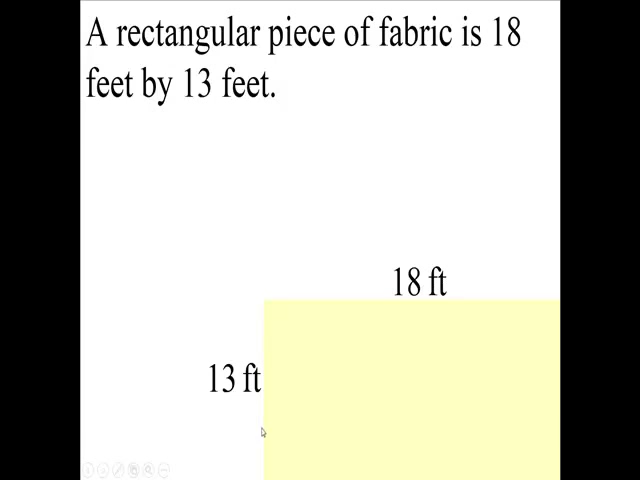 A rectangular piece of fabric is 18
feet by 13 feet.
18 ft
13 ft